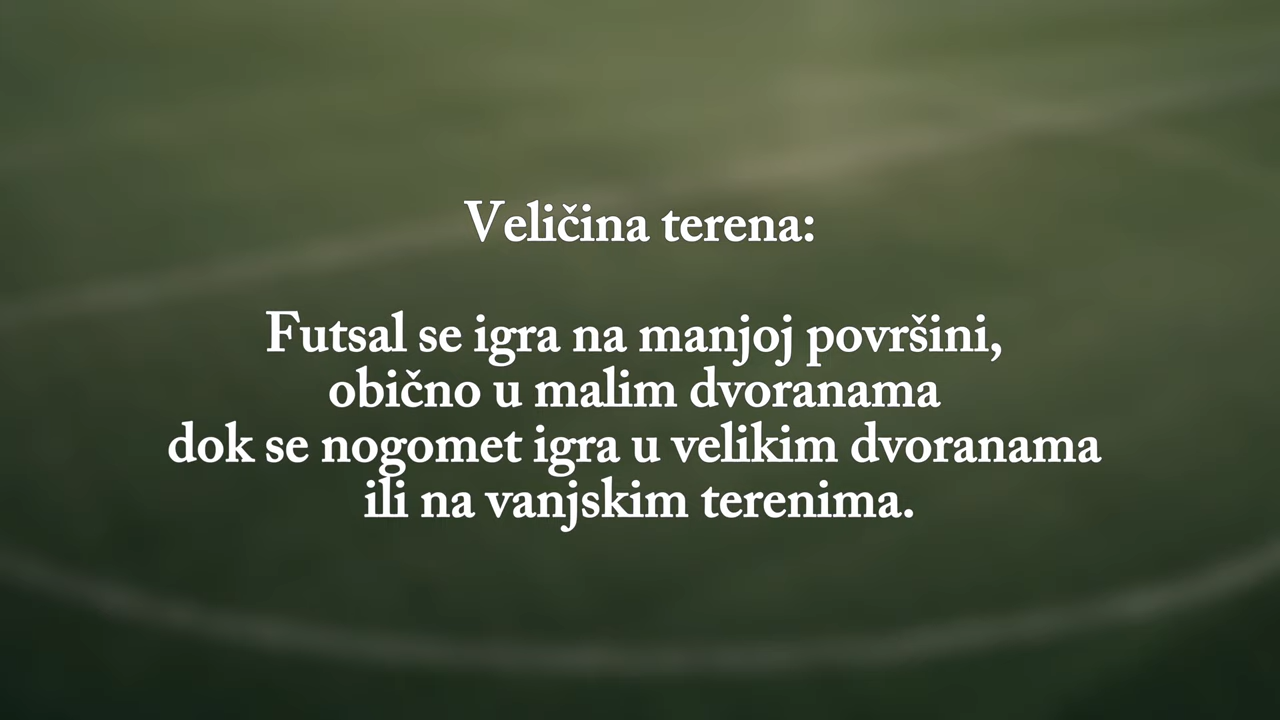 Veličina terena:
Futsal se igra na manjoj površini,
obično u malim dvoranama
dok se nogomet igra u velikim dvoranama
ili na vanjskim terenima.